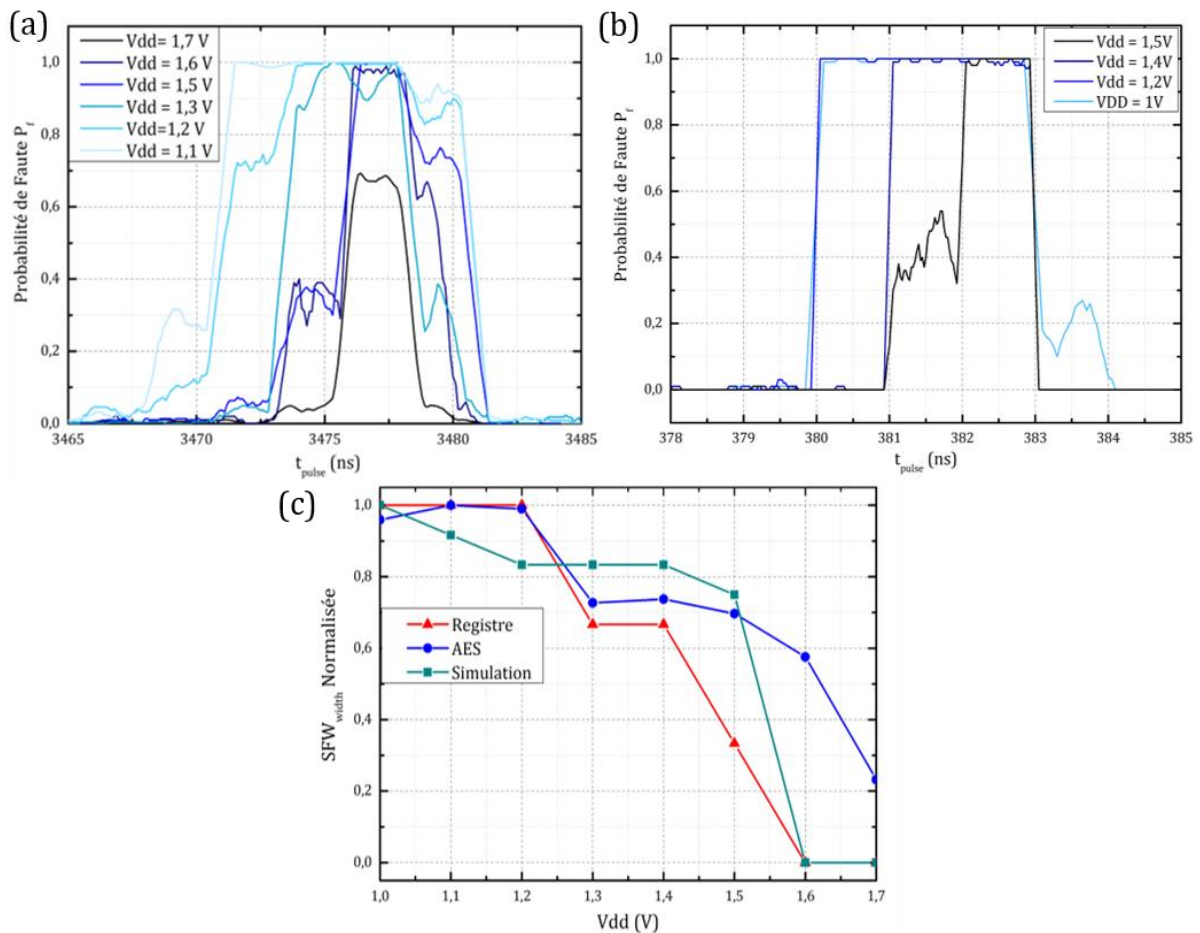 (a)
Vdd= 1,7 V
Vdd = 1,6 V
Vdd = 1,5 V
Vdd = 1,3 V
Vdd=1,2 V
Vdd = 1,1 V
Probabilité de Faute P_f
1,0
0,8
0,6
0,4
0,2
0,0
3465
3470
3475
3480
3485
t_pulse (ns)
(b)
Vdd = 1,5V
Vdd = 1,4V
Vdd = 1,2V
VDD = 1V
Probabilité de Faute P_f
1,0
0,8
0,6
0,4
0,2
0,0
378
379
380
381
382
383
384
385
t_pulse (ns)
(c)
Registre
AES
Simulation
SFW_width Normalisée
1,0
0,8
0,6
0,4
0,2
0,0
1,0
1,1
1,2
1,3
1,4
1,5
1,6
1,7
Vdd (V)